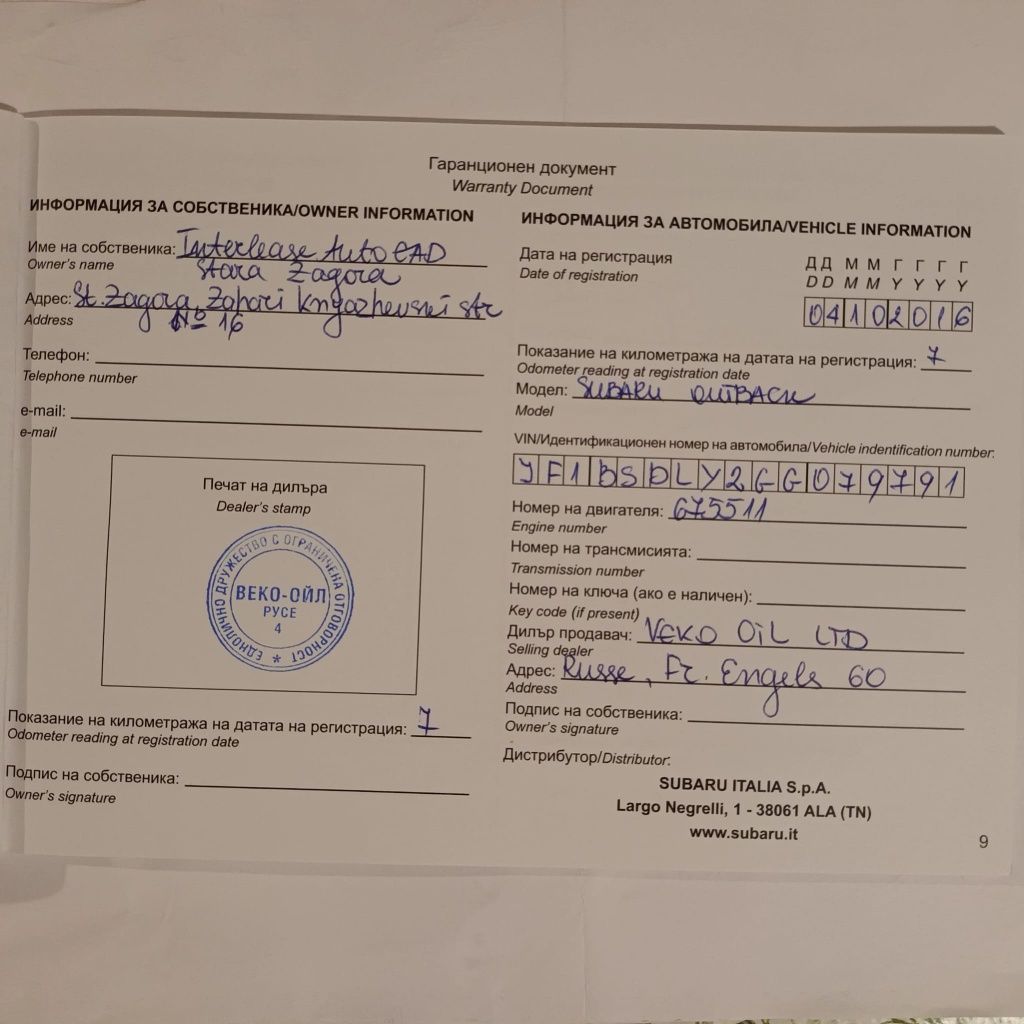 Гаранционен документ
Warranty Document
ИНФОРМАЦИЯ ЗА СОБСТВЕНИКА/OWNER INFORMATION
Име на собственика: Interlease Auto EAD
Owner's name Stara Zagora
Адрес: St. Zagora, Zahari Knyazhevski str
Address № 16
Телефон:
Telephone number
e-mail:
e-mail
Печат на дилъра
Dealer's stamp
ЕДНОЛИЧНО ДРУЖЕСТВО С ОГРАНИЧЕНА ОТГОВОРНОСТ *
ВЕКО-ОЙЛ
РУСЕ
4
Показание на километража на датата на регистрация: 7
Odometer reading at registration date
Подпис на собственика:
Owner's signature
ИНФОРМАЦИЯ ЗА АВТОМОБИЛА/VEHICLE INFORMATION
Дата на регистрация ДД М М Г Г Г Г
Date of registration DD M M Y Y Y Y
04102016
Показание на километража на датата на регистрация: 7
Odometer reading at registration date
Модел: SUBARU OUTBACK
Model
VIN/Идентификационен номер на автомобила/Vehicle indentification number:
JF1BSDLY2GG079791
Номер на двигателя: 675511
Engine number
Номер на трансмисията:
Transmission number
Номер на ключа (ако е наличен):
Key code (if present)
Дилър продавач: VEKO OIL LTD
Selling dealer
Адрес: Russe, Fr. Engels 60
Address
Подпис на собственика:
Owner's signature
Дистрибутор/Distributor:
SUBARU ITALIA S.p.A.
Largo Negrelli, 1 - 38061 ALA (TN)
www.subaru.it
9